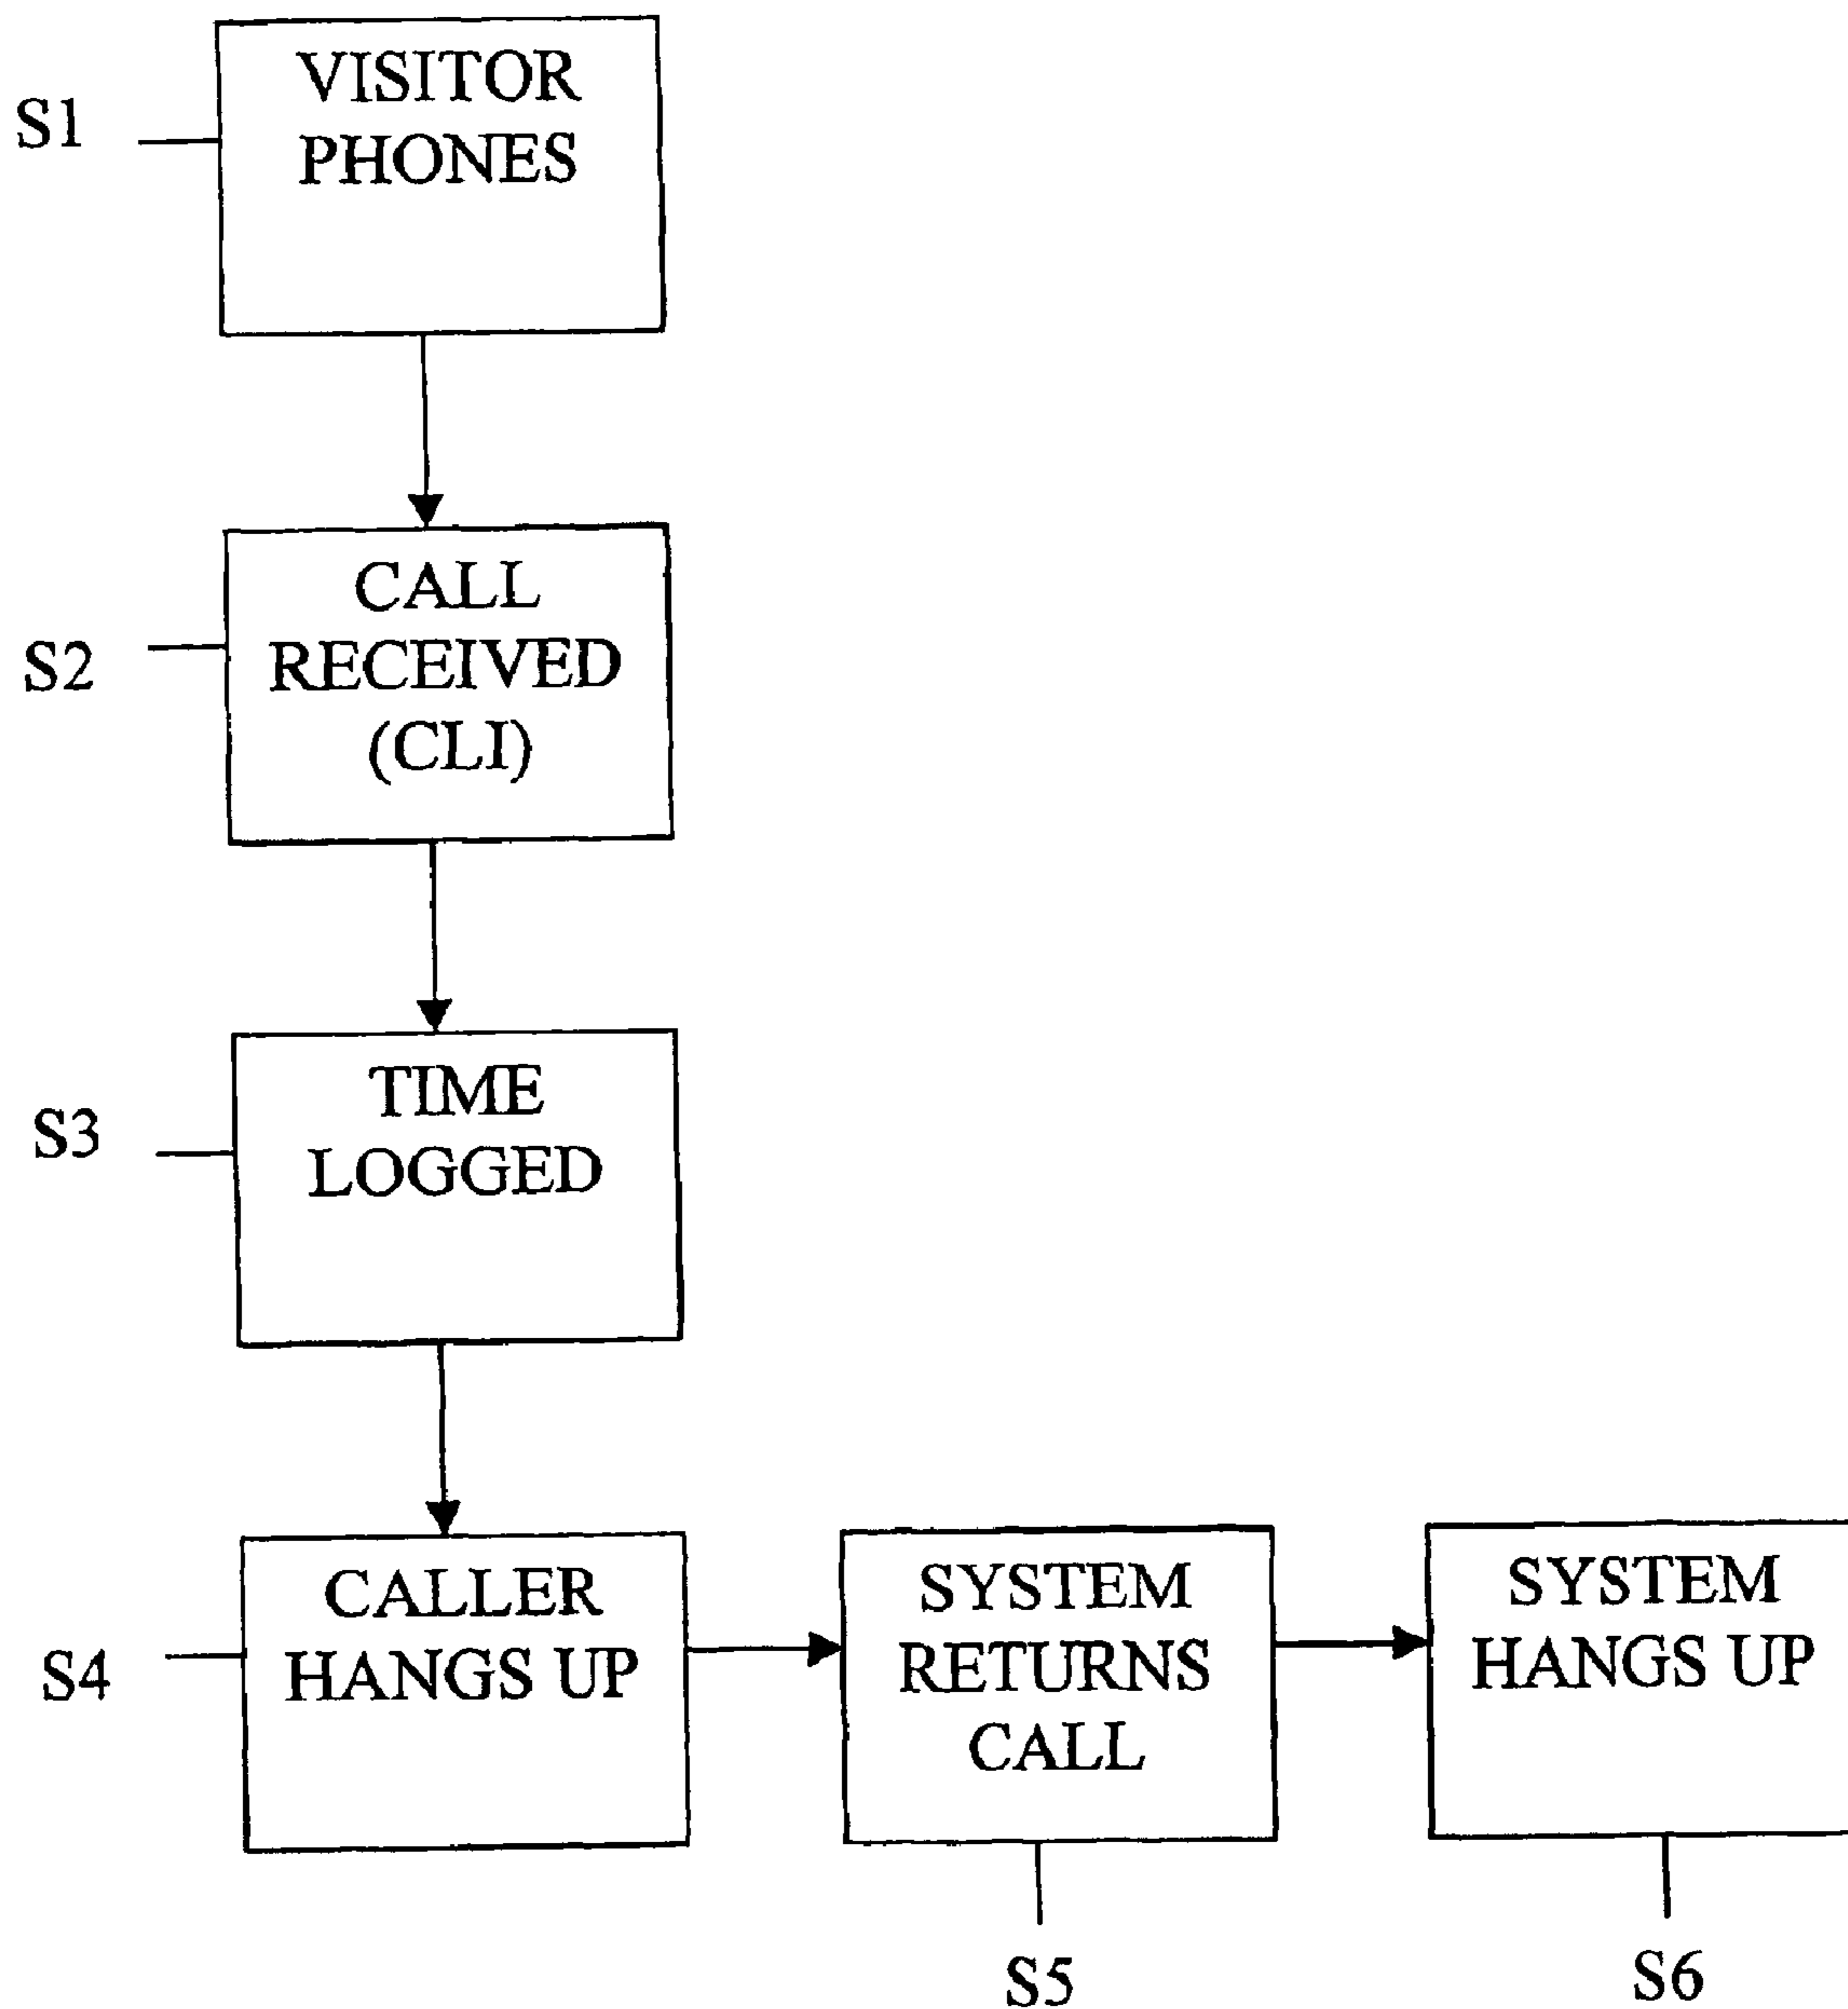 S1
VISITOR
PHONES
S2
CALL
RECEIVED
(CLI)
S3
TIME
LOGGED
S4
CALLER
HANGS UP
SYSTEM
RETURNS
CALL
S5
SYSTEM
HANGS UP
S6